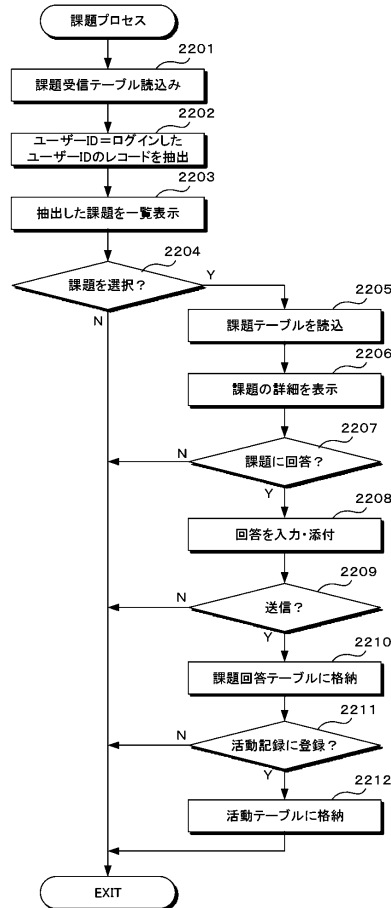 課題プロセス
2201
課題受信テーブル読込み
2202
ユーザーID＝ログインした
ユーザーIDのレコードを抽出
2203
抽出した課題を一覧表示
2204
課題を選択？
Y
N
2205
課題テーブルを読込
2206
課題の詳細を表示
2207
課題に回答？
N
Y
2208
回答を入力・添付
2209
送信？
N
Y
2210
課題回答テーブルに格納
2211
活動記録に登録？
N
Y
2212
活動テーブルに格納
EXIT